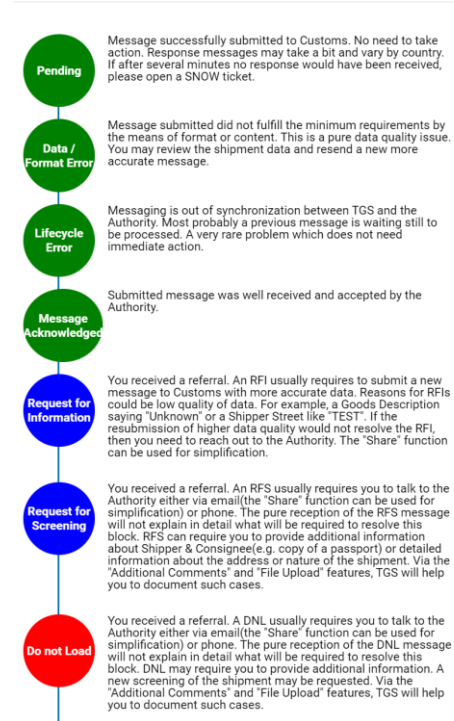 Pending
Message successfully submitted to Customs. No need to take
action. Response messages may take a bit and vary by country.
If after several minutes no response would have been received,
please open a SNOW ticket.
Data /
Format Error
Message submitted did not fulfill the minimum requirements by
the means of format or content. This is a pure data quality issue.
You may review the shipment data and resend a new more
accurate message.
Lifecycle
Error
Messaging is out of synchronization between TGS and the
Authority. Most probably a previous message is waiting still to
be processed. A very rare problem which does not need
immediate action.
Message
Acknowledged
Submitted message was well received and accepted by the
Authority.
Request for
Information
You received a referral. An RFI usually requires to submit a new
message to Customs with more accurate data. Reasons for RFIs
could be low quality of data. For example, a Goods Description
saying "Unknown" or a Shipper Street like "TEST". If the
resubmission of higher data quality would not resolve the RFI,
then you need to reach out to the Authority. The "Share" function
can be used for simplification.
Request for
Screening
You received a referral. An RFS usually requires you to talk to the
Authority either via email(the "Share" function can be used for
simplification) or phone. The pure reception of the RFS message
will not explain in detail what will be required to resolve this
block. RFS can require you to provide additional information
about Shipper & Consignee(e.g. copy of a passport) or detailed
information about the address or nature of the shipment. Via the
"Additional Comments" and "File Upload" features, TGS will help
you to document such cases.
Do not Load
You received a referral. A DNL usually requires you to talk to the
Authority either via email(the "Share" function can be used for
simplification) or phone. The pure reception of the DNL message
will not explain in detail what will be required to resolve this
block. DNL may require you to provide additional information. A
new screening of the shipment may be requested. Via the
"Additional Comments" and "File Upload" features, TGS will help
you to document such cases.